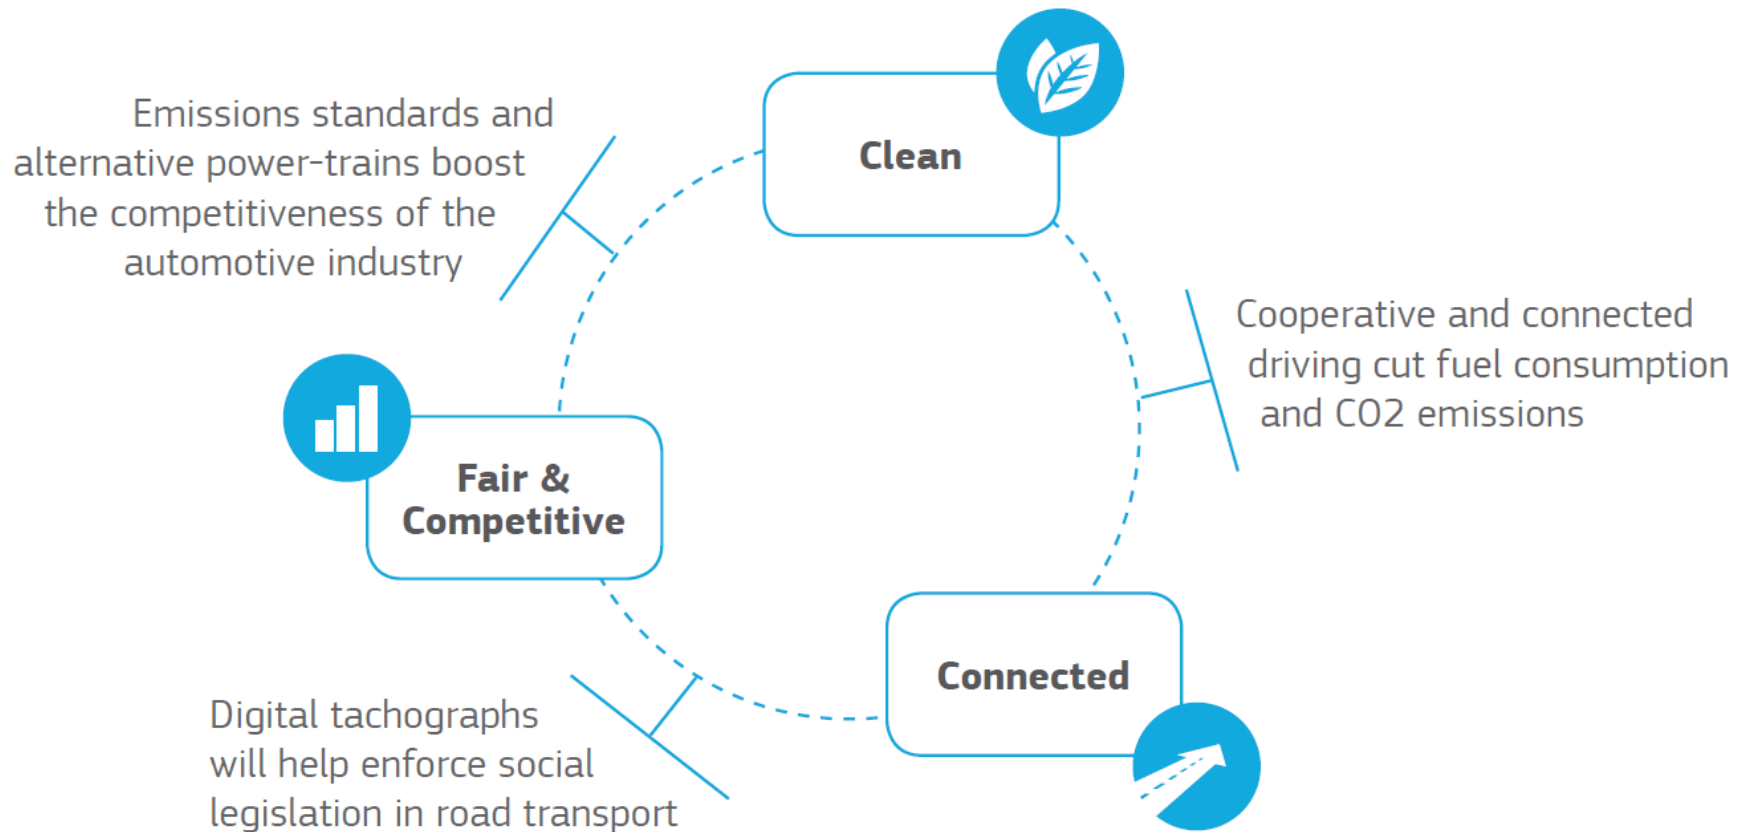 Emissions standards and
alternative power-trains boost
the competitiveness of the
automotive industry
Clean
Cooperative and connected
driving cut fuel consumption
and CO2 emissions
Fair &
Competitive
Connected
Digital tachographs
will help enforce social
legislation in road transport